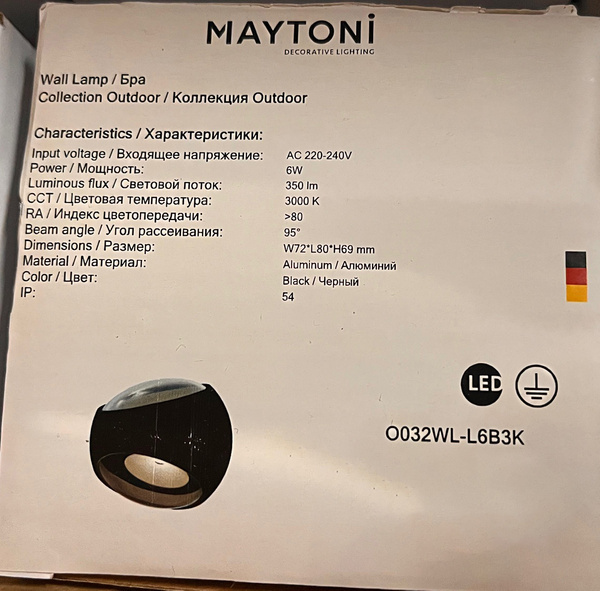 MAYTONi
DECORATIVE LIGHTING
Wall Lamp / Бра
Collection Outdoor / Коллекция Outdoor
Characteristics / Характеристики:
Input voltage / Входящее напряжение: AC 220-240V
Power / Мощность: 6W
Luminous flux / Световой поток: 350 lm
CCT / Цветовая температура: 3000 K
RA / Индекс цветопередачи: >80
Beam angle / Угол рассеивания: 95°
Dimensions / Размер: W72*L80*H69 mm
Material / Материал: Aluminum / Алюминий
Color / Цвет: Black / Черный
IP: 54
LED
O032WL-L6B3K